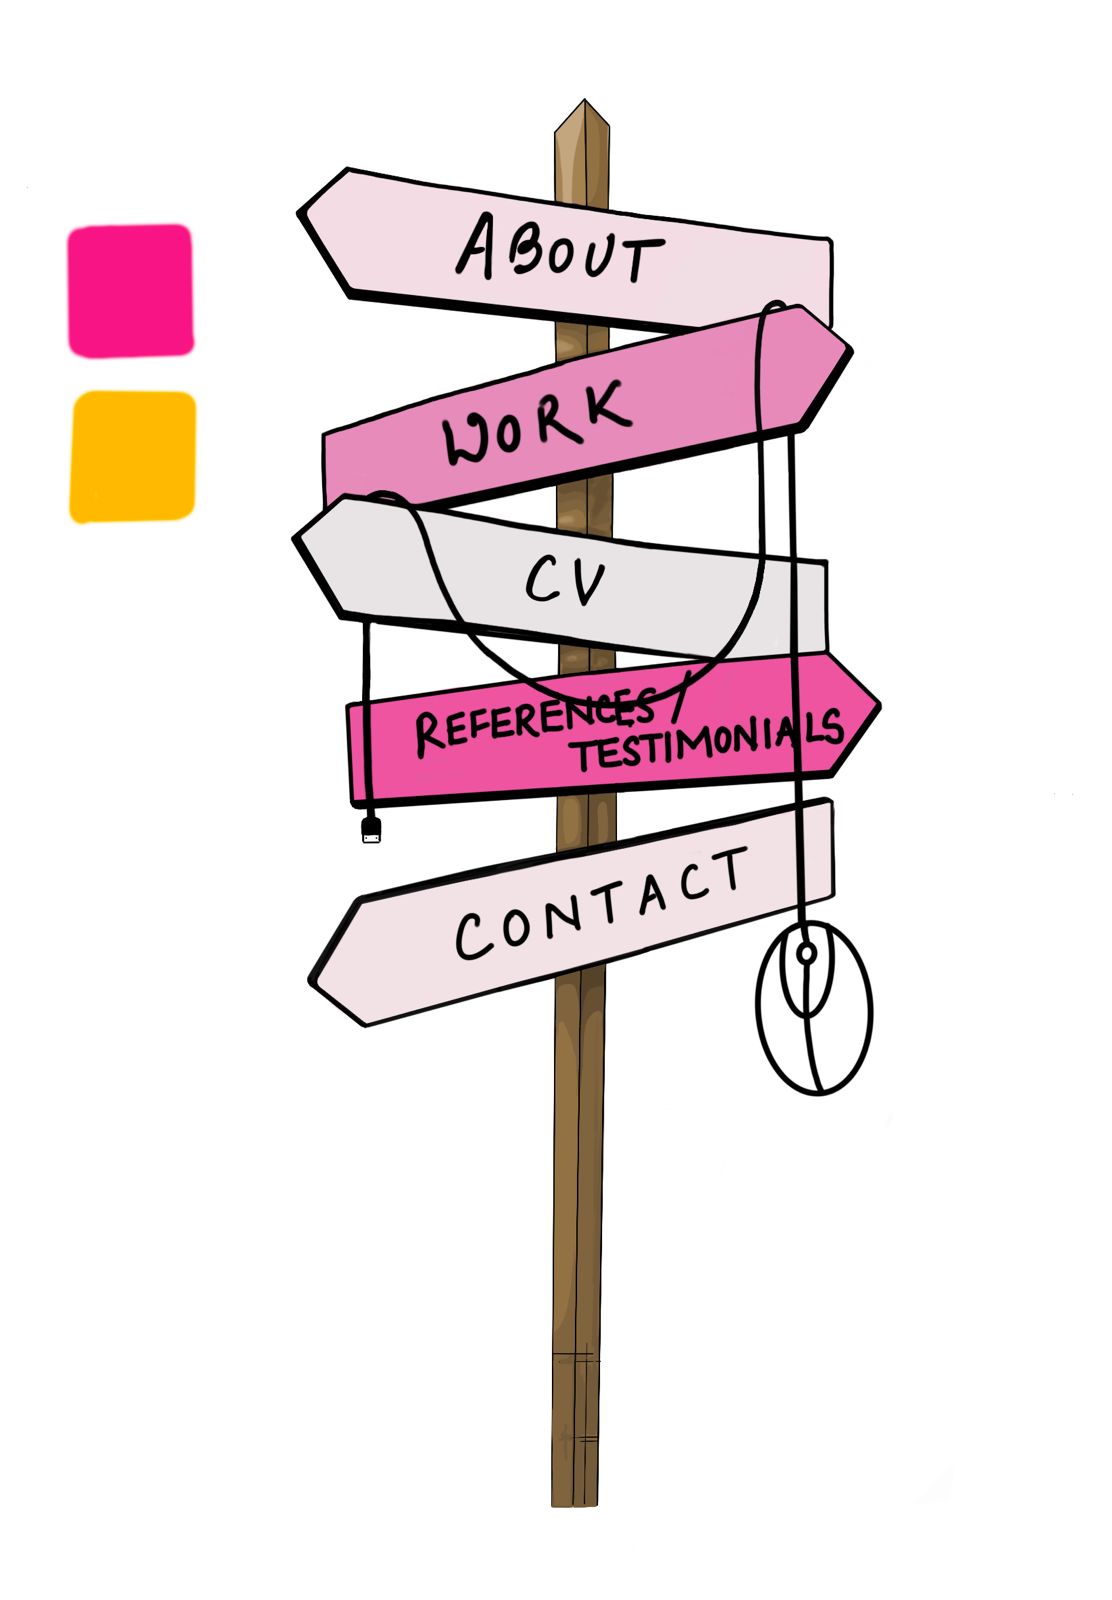 ABOUT
WORK
CV
REFERENCES /
TESTIMONIALS
CONTACT